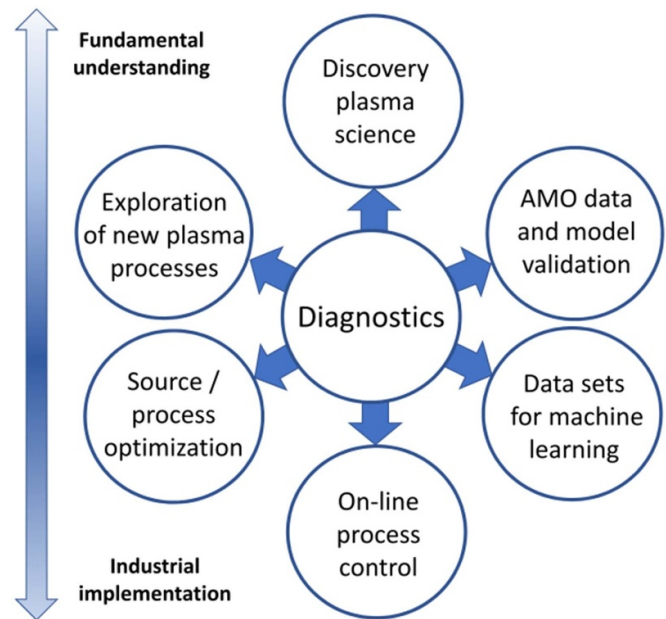 Fundamental
understanding
Discovery
plasma
science
Exploration
of new plasma
processes
AMO data
and model
validation
Diagnostics
Source /
process
optimization
Data sets
for machine
learning
On-line
process
control
Industrial
implementation